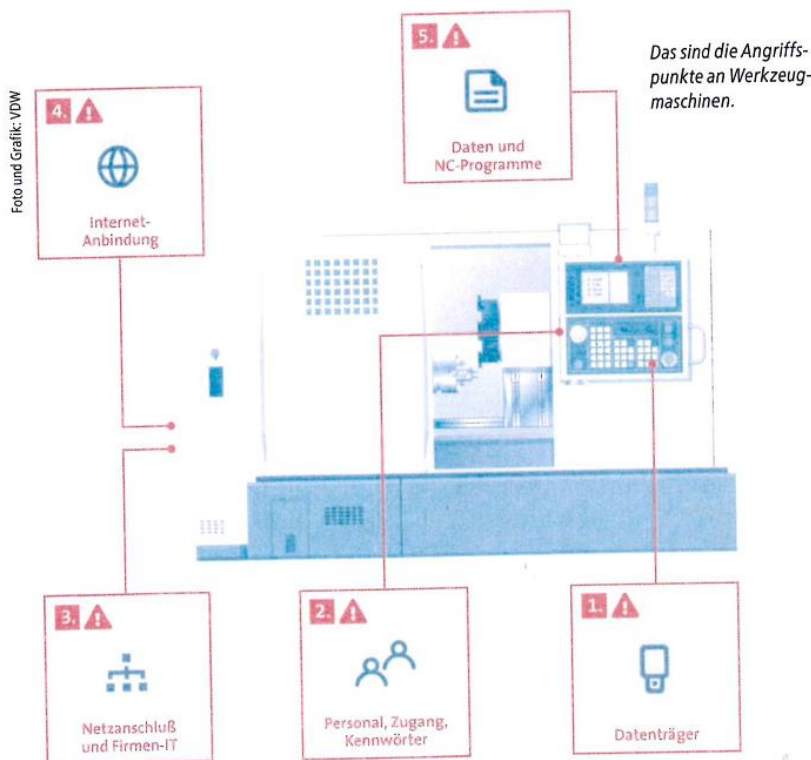 5.
Daten und
NC-Programme
Das sind die Angriffs-
punkte an Werkzeug-
maschinen.
Foto und Grafik: VDW
4.
Internet-
Anbindung
3.
Netzanschluß
und Firmen-IT
2.
Personal, Zugang,
Kennwörter
1.
Datenträger